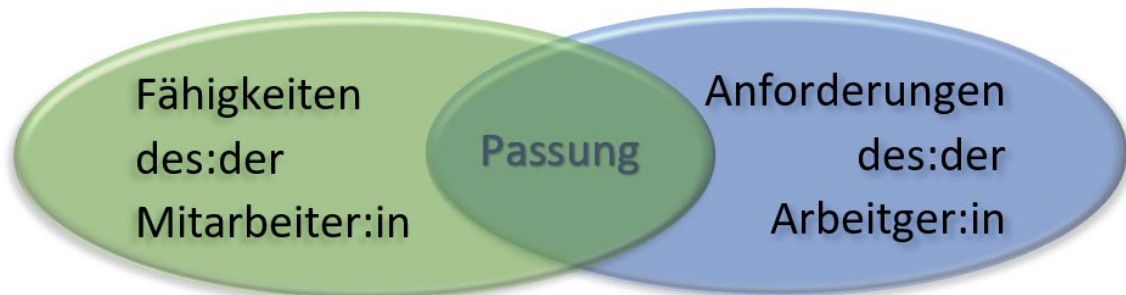 Fähigkeiten
des:der
Mitarbeiter:in
Passung
Anforderungen
des:der
Arbeitger:in